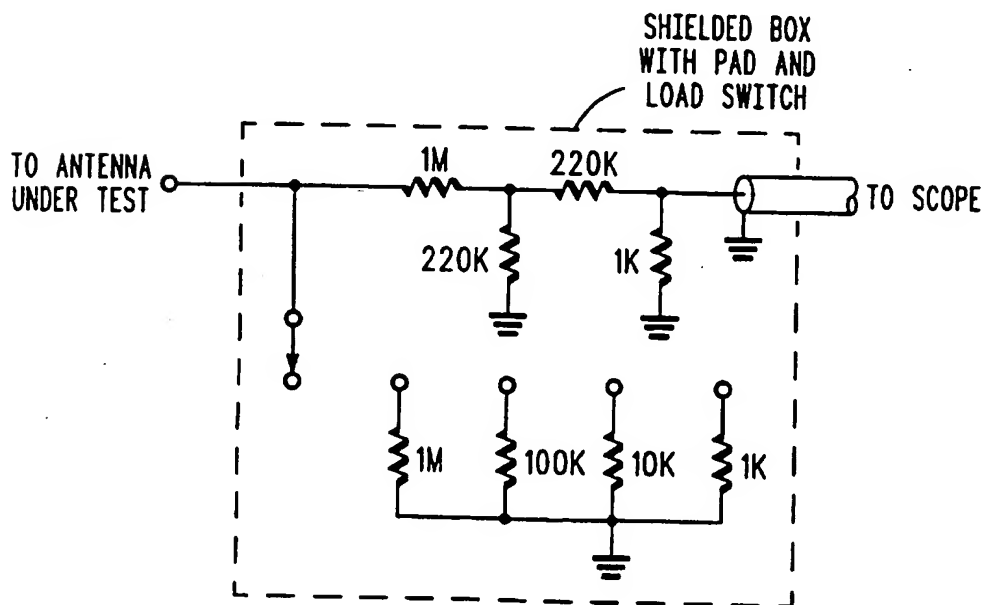 SHIELDED BOX
WITH PAD AND
LOAD SWITCH
TO ANTENNA
UNDER TEST
1M
220K
TO SCOPE
220K
1K
1M
100K
10K
1K